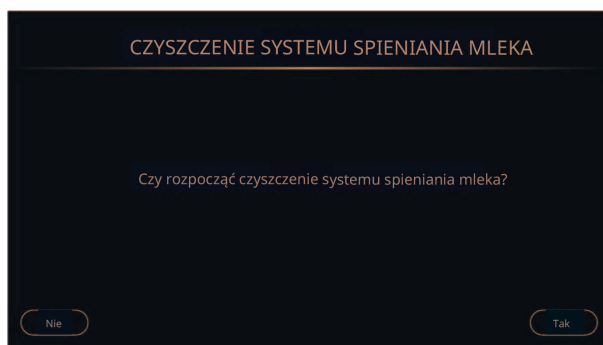 CZYSZCZENIE SYSTEMU SPIENIANIA MLEKA
Czy rozpocząć czyszczenie systemu spieniania mleka?
Nie
Tak